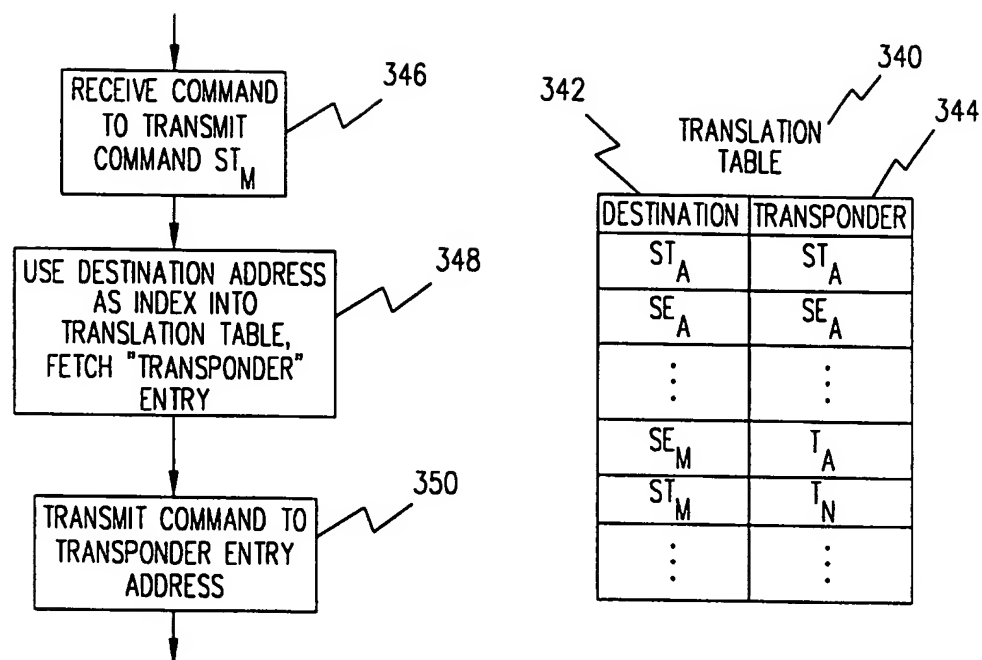 RECEIVE COMMAND
TO TRANSMIT
COMMAND ST_M
346
USE DESTINATION ADDRESS
AS INDEX INTO
TRANSLATION TABLE,
FETCH "TRANSPONDER"
ENTRY
348
TRANSMIT COMMAND TO
TRANSPONDER ENTRY
ADDRESS
350
340
342
344
TRANSLATION
TABLE
DESTINATION TRANSPONDER
ST_A ST_A
SE_A SE_A
⋮ ⋮
SE_M T_A
ST_M T_N
⋮ ⋮